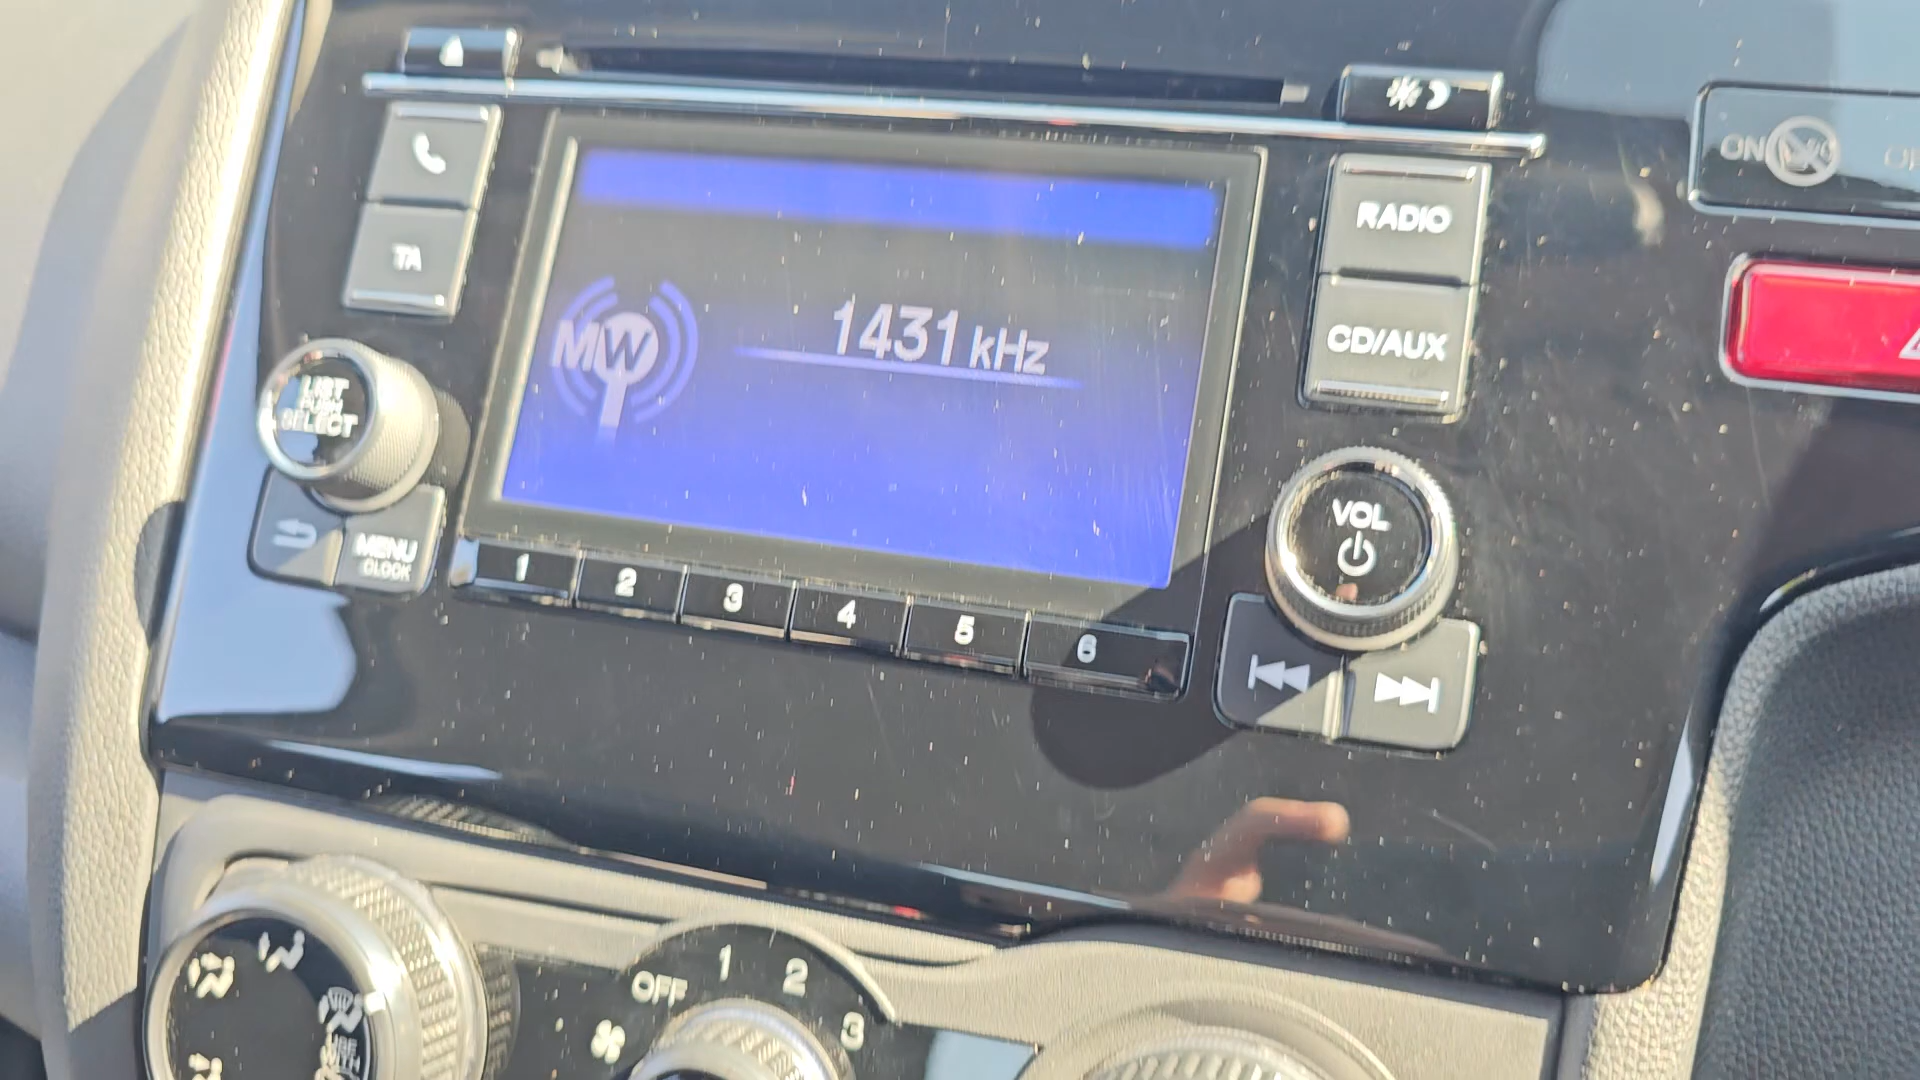 ON
RADIO
TA
CD/AUX
MW
1431 kHz
LIST
PUSH
SELECT
VOL
MENU
CLOCK
1
2
3
4
5
6
OFF
1
2
3